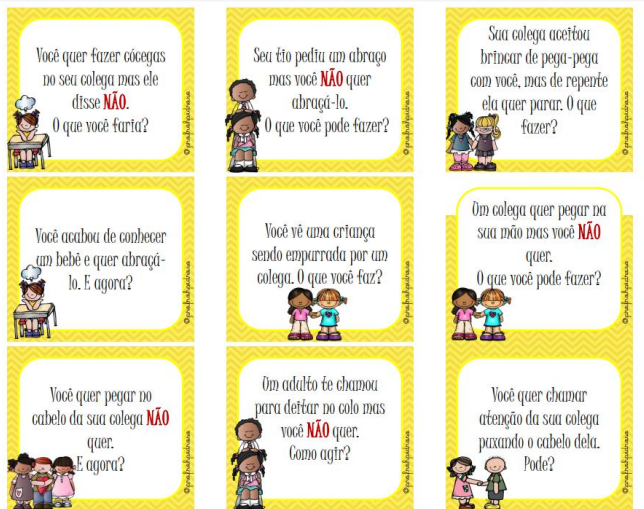 Você quer fazer cócegas
no seu colega mas ele
disse NÃO.
O que você faria?
Seu tio pediu um abraço
mas você NÃO quer
abraçá-lo.
O que você pode fazer?
Sua colega aceitou
brincar de pega-pega
com você, mas de repente
ela quer parar. O que
fazer?
Você acabou de conhecer
um bebê e quer abraçá-
lo. E agora?
Você vê uma criança
sendo empurrada por um
colega. O que você faz?
Um colega quer pegar na
sua mão mas você NÃO
quer.
O que você pode fazer?
Você quer pegar no
cabelo da sua colega NÃO
quer.
E agora?
Um adulto te chamou
para deitar no colo mas
você NÃO quer.
Como agir?
Você quer chamar
atenção da sua colega
puxando o cabelo dela.
Pode?